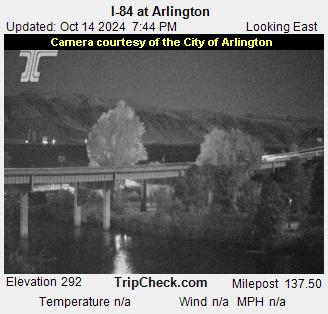 I-84 at Arlington
Updated: Oct 14 2024 7:44 PM Looking East
Camera courtesy of the City of Arlington
Elevation 292 TripCheck.com Milepost 137.50
Temperature n/a Wind n/a MPH n/a